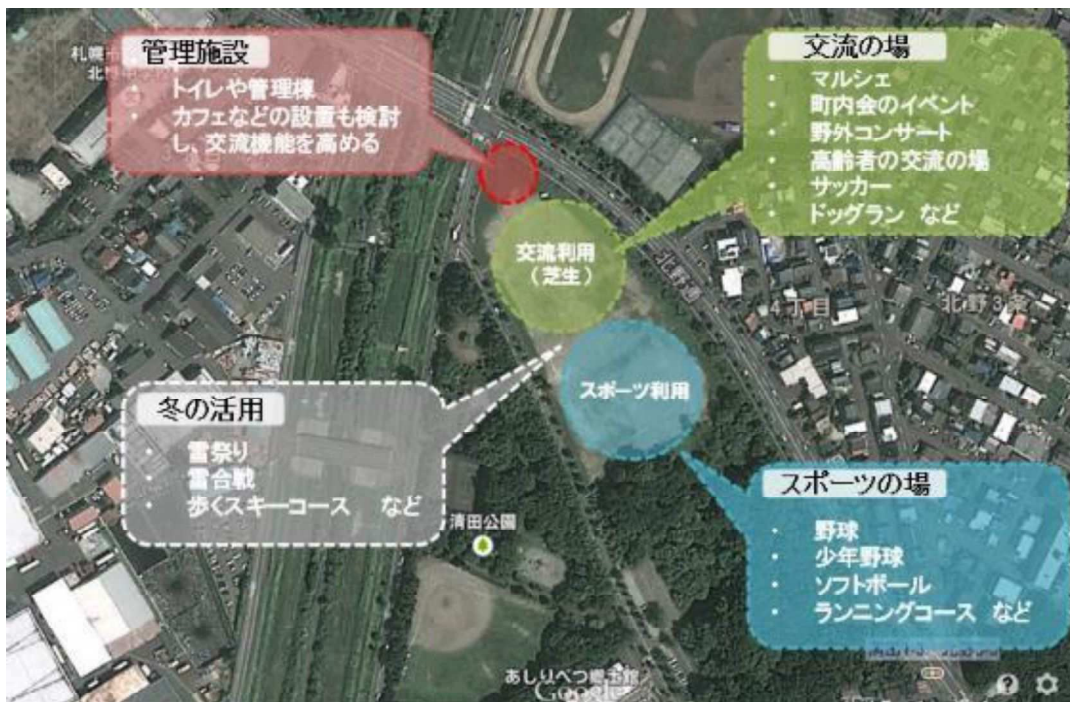 管理施設
・ トイレや管理棟
・ カフェなどの設置も検討
し、交流機能を高める
交流の場
・ マルシェ
・ 町内会のイベント
・ 野外コンサート
・ 高齢者の交流の場
・ サッカー
・ ドッグラン など
交流利用
(芝生)
北野通
4丁目
北野3条
スポーツ利用
冬の活用
・ 雪祭り
・ 雪合戦
・ 歩くスキーコース など
清田公園
スポーツの場
・ 野球
・ 少年野球
・ ソフトボール
・ ランニングコース など
あしりべつ郷土館
Google